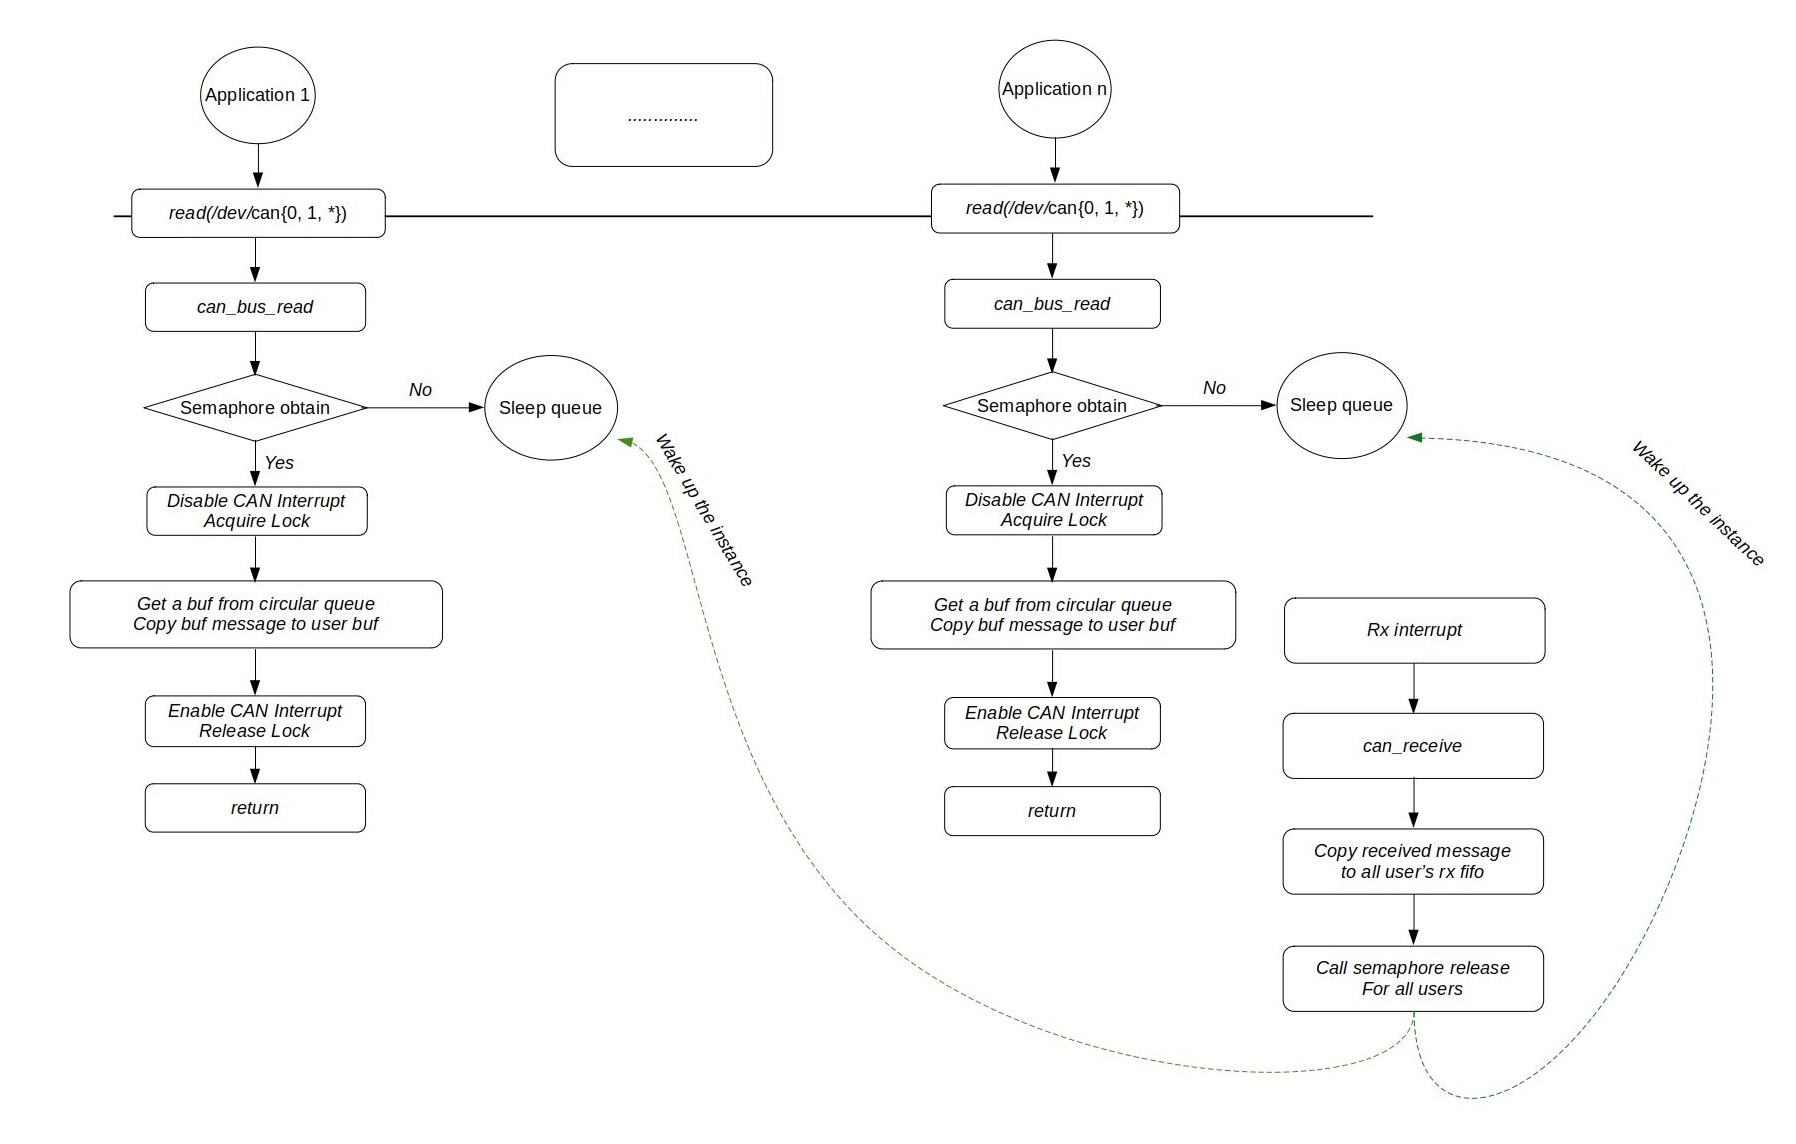 Application 1
..............
Application n
read(/dev/can{0, 1, *})
read(/dev/can{0, 1, *})
can_bus_read
can_bus_read
Semaphore obtain
No
Sleep queue
Semaphore obtain
No
Sleep queue
Yes
Yes
Wake up the instance
Wake up the instance
Disable CAN Interrupt
Acquire Lock
Disable CAN Interrupt
Acquire Lock
Get a buf from circular queue
Copy buf message to user buf
Get a buf from circular queue
Copy buf message to user buf
Rx interrupt
Enable CAN Interrupt
Release Lock
Enable CAN Interrupt
Release Lock
can_receive
return
return
Copy received message
to all user’s rx fifo
Call semaphore release
For all users